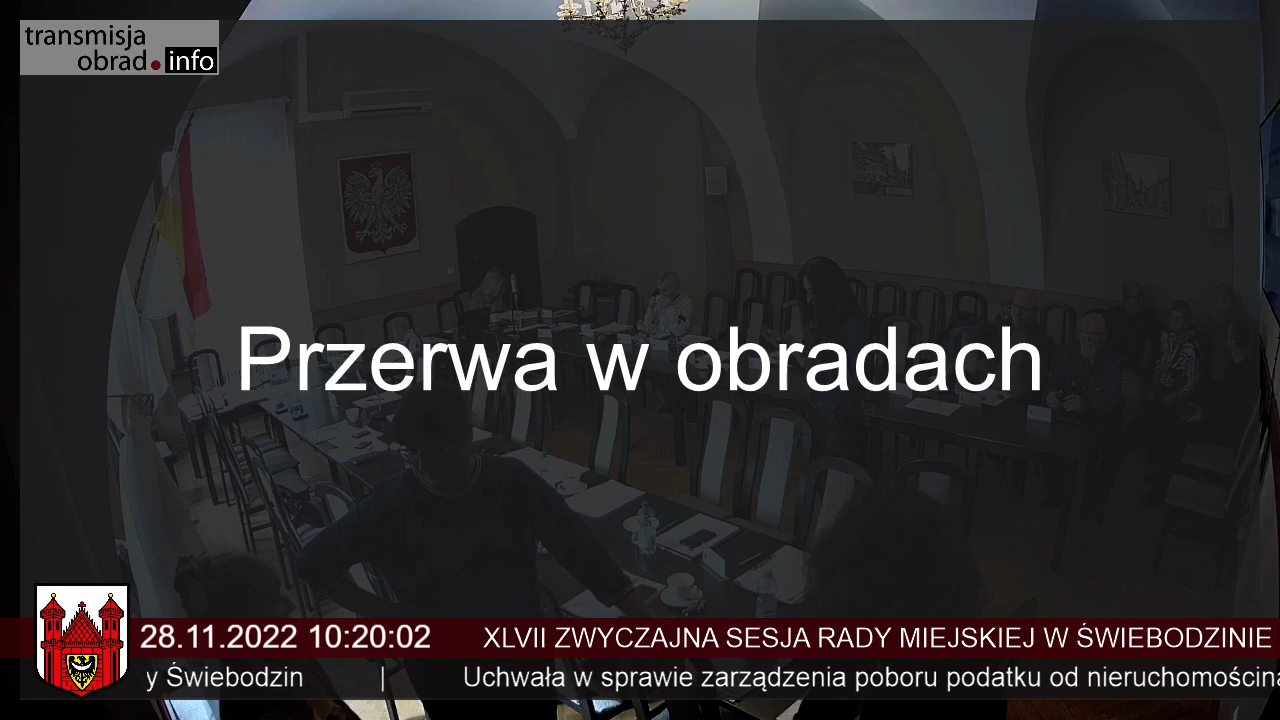 transmisja
obrad.info
Przerwa w obradach
28.11.2022 10:20:02 XLVII ZWYCZAJNA SESJA RADY MIEJSKIEJ W ŚWIEBODZINIE
y Świebodzin | Uchwała w sprawie zarządzenia poboru podatku od nieruchomości